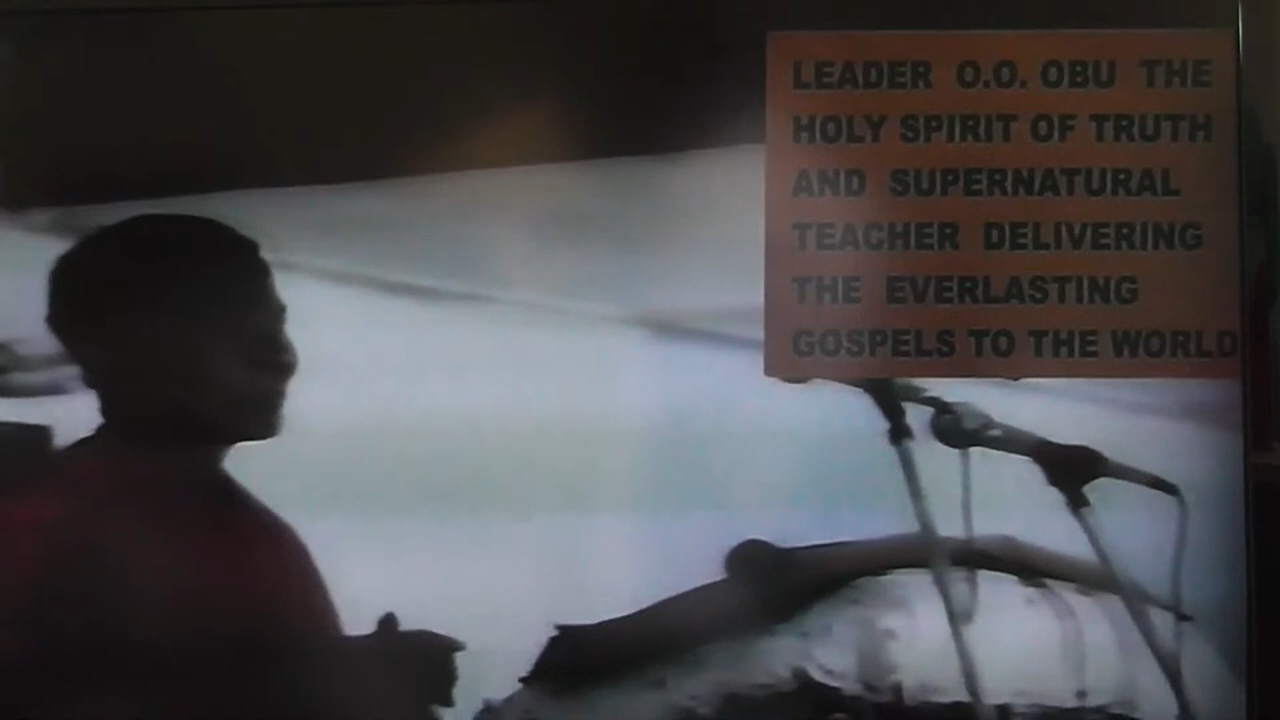 LEADER O.O. OBU THE
HOLY SPIRIT OF TRUTH
AND SUPERNATURAL
TEACHER DELIVERING
THE EVERLASTING
GOSPELS TO THE WORLD